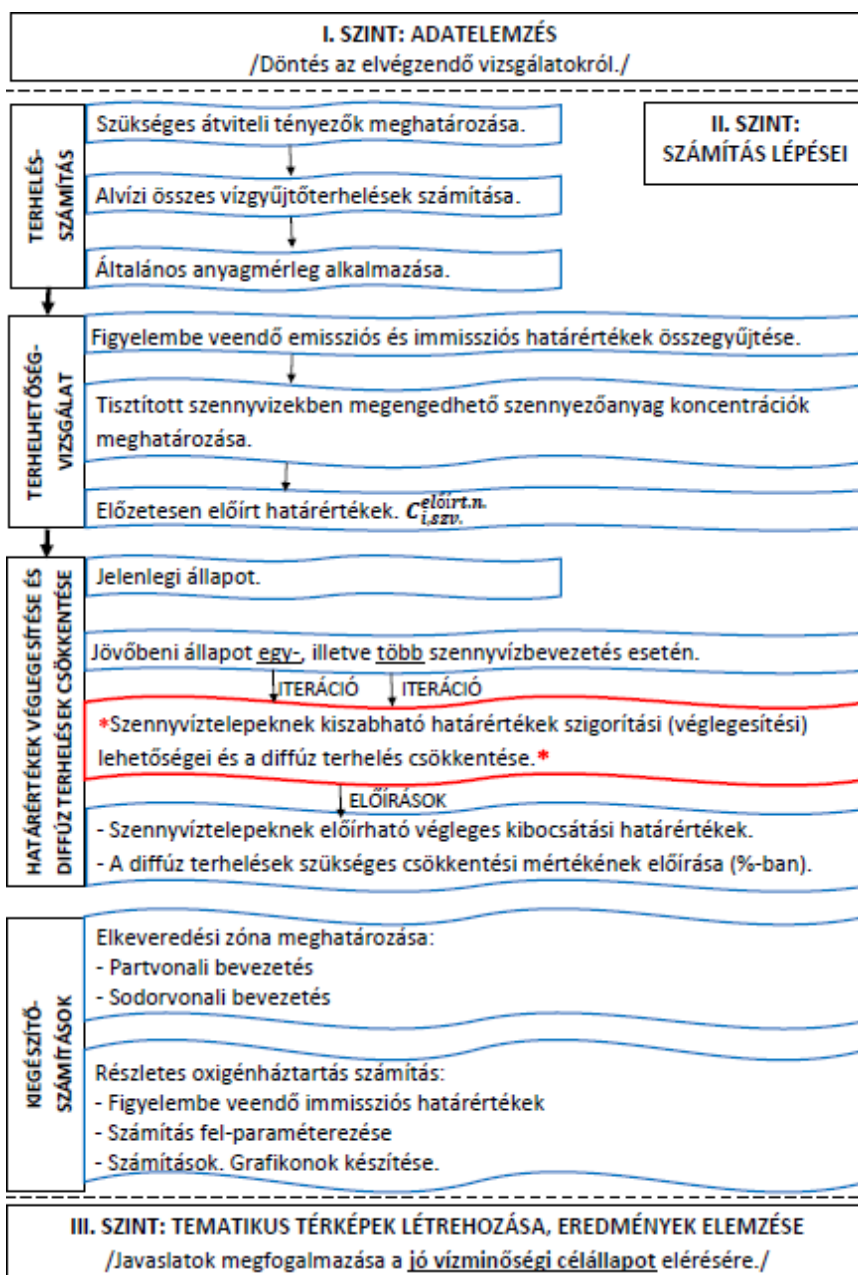 I. SZINT: ADATELEMZÉS
/Döntés az elvégzendő vizsgálatokról./
TERHELÉS-
SZÁMÍTÁS
Szükséges átviteli tényezők meghatározása.
II. SZINT:
SZÁMÍTÁS LÉPÉSEI
Alvízi összes vízgyűjtőterhelések számítása.
Általános anyagmérleg alkalmazása.
TERHELHETŐSÉG-
VIZSGÁLAT
Figyelembe veendő emissziós és immissziós határértékek összegyűjtése.
Tisztított szennyvizekben megengedhető szennyezőanyag koncentrációk
meghatározása.
Előzetesen előírt határértékek. C_{i,szv.}^{előírt.n.}
HATÁRÉRTÉKEK VÉGLEGESÍTÉSE ÉS
DIFFÚZ TERHELÉSEK CSÖKKENTÉSE
Jelenlegi állapot.
Jövőbeni állapot egy-, illetve több szennyvízbevezetés esetén.
ITERÁCIÓ ITERÁCIÓ
*Szennyvíztelepeknek kiszabható határértékek szigorítási (véglegesítési)
lehetőségei és a diffúz terhelés csökkentése.*
ELŐÍRÁSOK
- Szennyvíztelepeknek előírható végleges kibocsátási határértékek.
- A diffúz terhelések szükséges csökkentési mértékének előírása (%-ban).
KIEGÉSZÍTŐ-
SZÁMÍTÁSOK
Elkeveredési zóna meghatározása:
- Partvonali bevezetés
- Sodorvonali bevezetés
Részletes oxigénháztartás számítás:
- Figyelembe veendő immissziós határértékek
- Számítás fel-paraméterezése
- Számítások. Grafikonok készítése.
III. SZINT: TEMATIKUS TÉRKÉPEK LÉTREHOZÁSA, EREDMÉNYEK ELEMZÉSE
/Javaslatok megfogalmazása a jó vízminőségi célállapot elérésére./